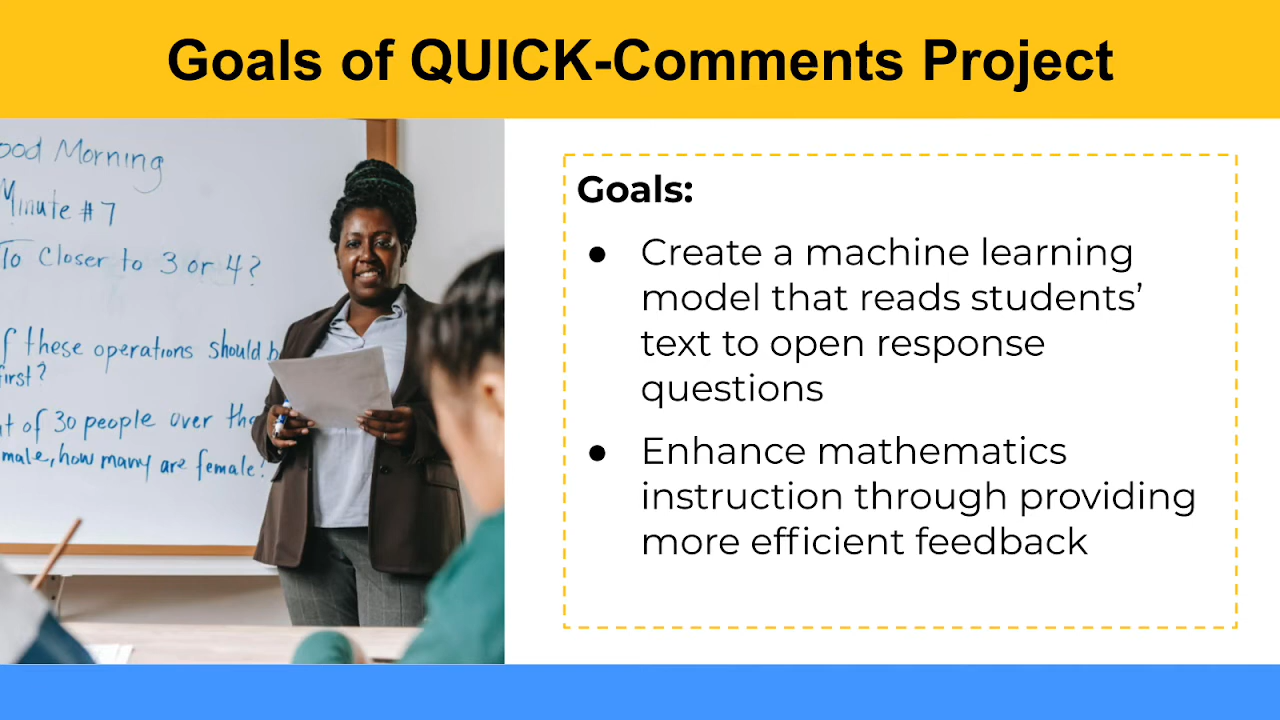 Goals of QUICK-Comments Project
ood Morning
Minute #7
To Closer to 3 or 4?
f these operations should b
first?
t of 30 people over the
male, how many are female?
Goals:
● Create a machine learning
model that reads students’
text to open response
questions
● Enhance mathematics
instruction through providing
more efficient feedback